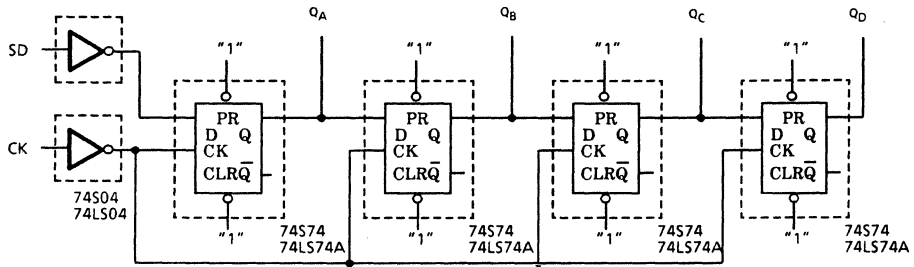 QA QB QC QD
SD "1" "1" "1" "1"
PR PR PR PR
D Q D Q D Q D Q
CK CK CK CK CK
CLR Q̅ CLR Q̅ CLR Q̅ CLR Q̅
74S04
74LS04
"1" "1" "1" "1"
74S74 74S74 74S74 74S74
74LS74A 74LS74A 74LS74A 74LS74A